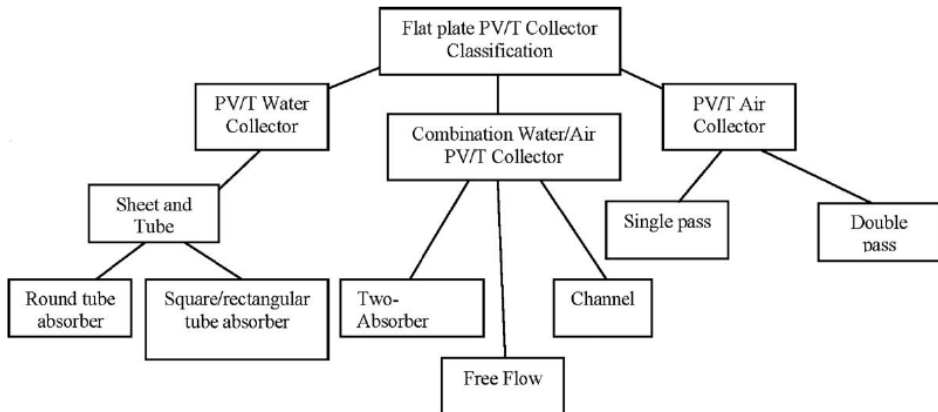 Flat plate PV/T Collector
Classification
PV/T Water
Collector
Combination Water/Air
PV/T Collector
PV/T Air
Collector
Sheet and
Tube
Single pass
Double
pass
Round tube
absorber
Square/rectangular
tube absorber
Two-
Absorber
Channel
Free Flow